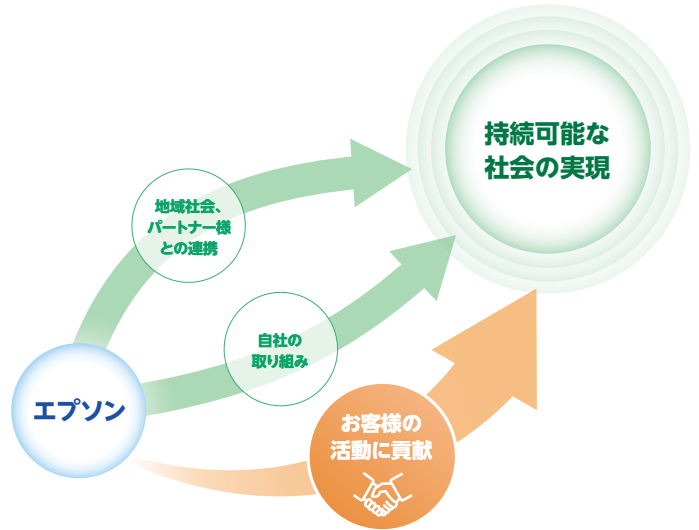 持続可能な
社会の実現
地域社会、
パートナー様
との連携
自社の
取り組み
エプソン
お客様の
活動に貢献